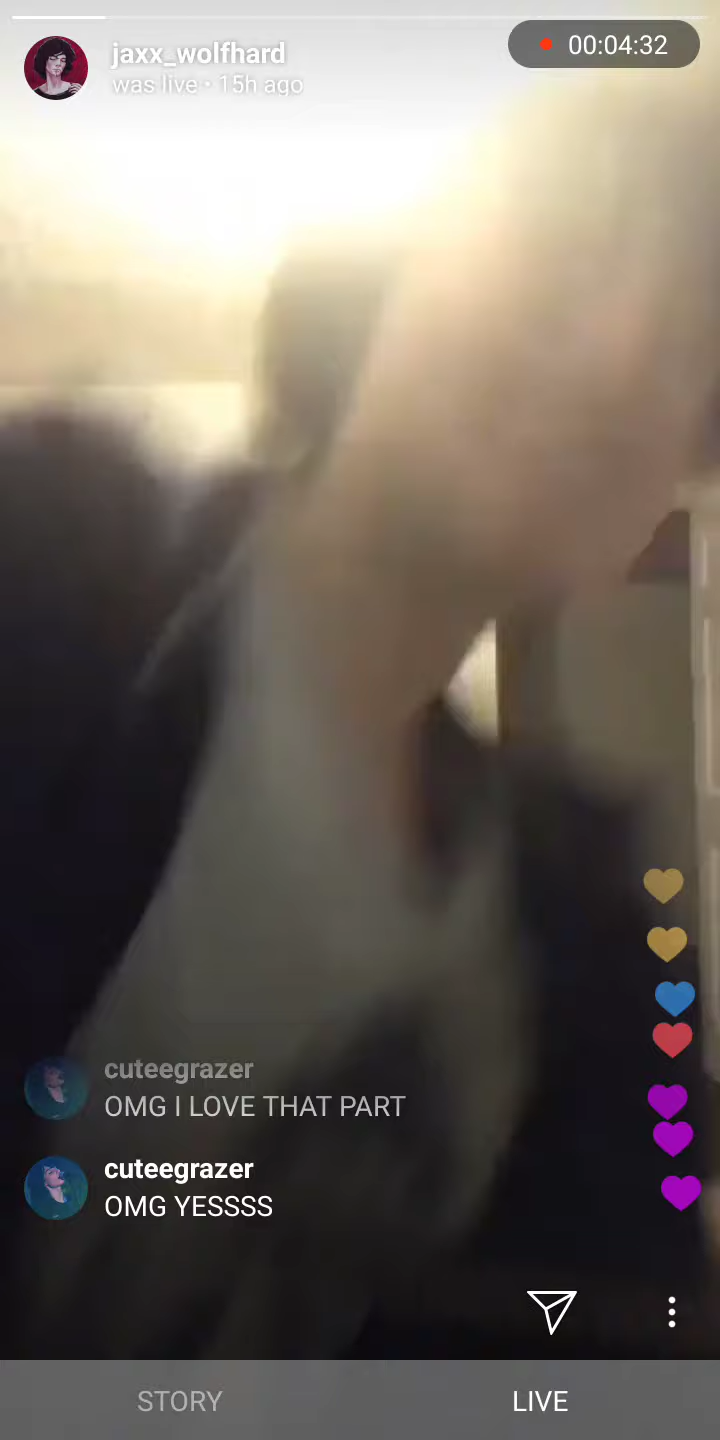 jaxx_wolfhard
was live • 15h ago
00:04:32
cuteegrazer
OMG I LOVE THAT PART
cuteegrazer
OMG YESSSS
STORY
LIVE